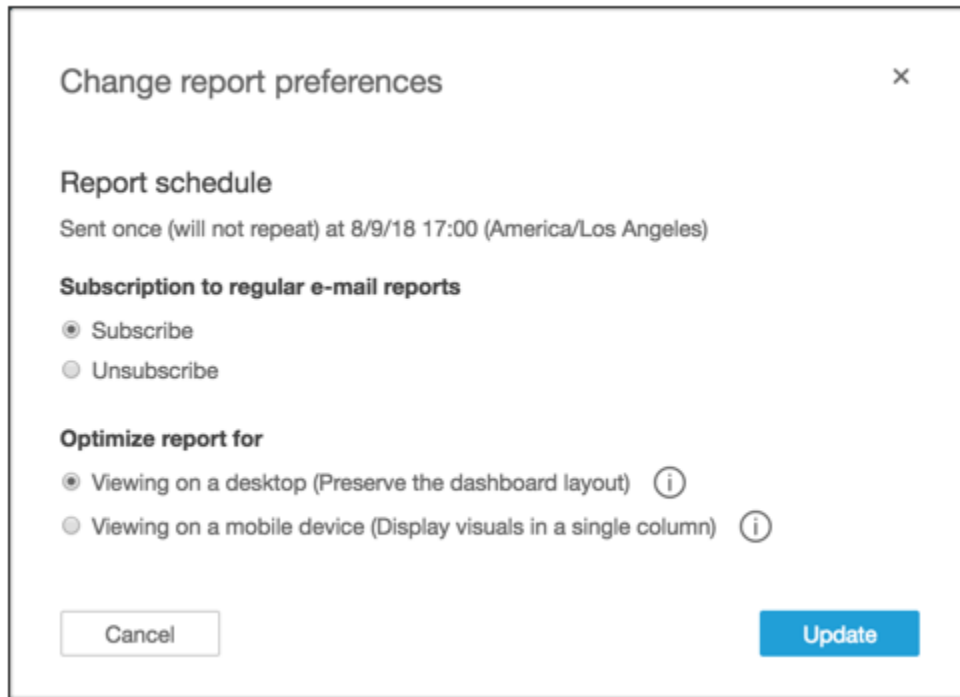 Change report preferences
Report schedule
Sent once (will not repeat) at 8/9/18 17:00 (America/Los Angeles)
Subscription to regular e-mail reports
Subscribe
Unsubscribe
Optimize report for
Viewing on a desktop (Preserve the dashboard layout)
Viewing on a mobile device (Display visuals in a single column)
Cancel
Update